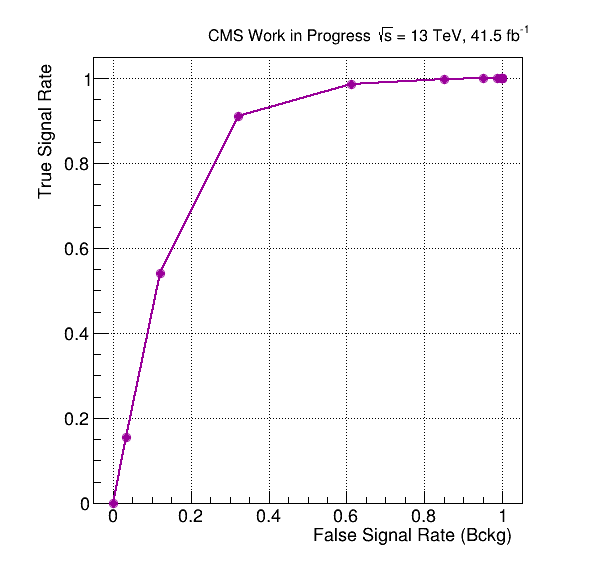 CMS Work in Progress √s = 13 TeV, 41.5 fb⁻¹
True Signal Rate
1
0.8
0.6
0.4
0.2
0
0 0.2 0.4 0.6 0.8 1
False Signal Rate (Bckg)